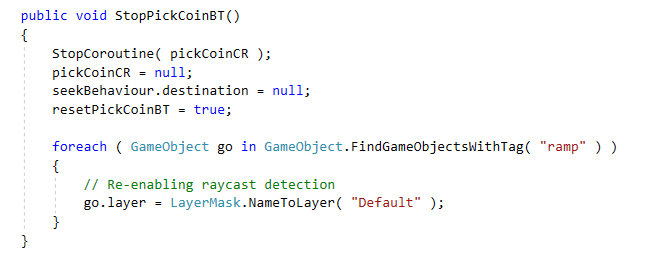 public void StopPickCoinBT()
{
StopCoroutine( pickCoinCR );
pickCoinCR = null;
seekBehaviour.destination = null;
resetPickCoinBT = true;
foreach ( GameObject go in GameObject.FindGameObjectsWithTag( "ramp" ) )
{
// Re-enabling raycast detection
go.layer = LayerMask.NameToLayer( "Default" );
}
}